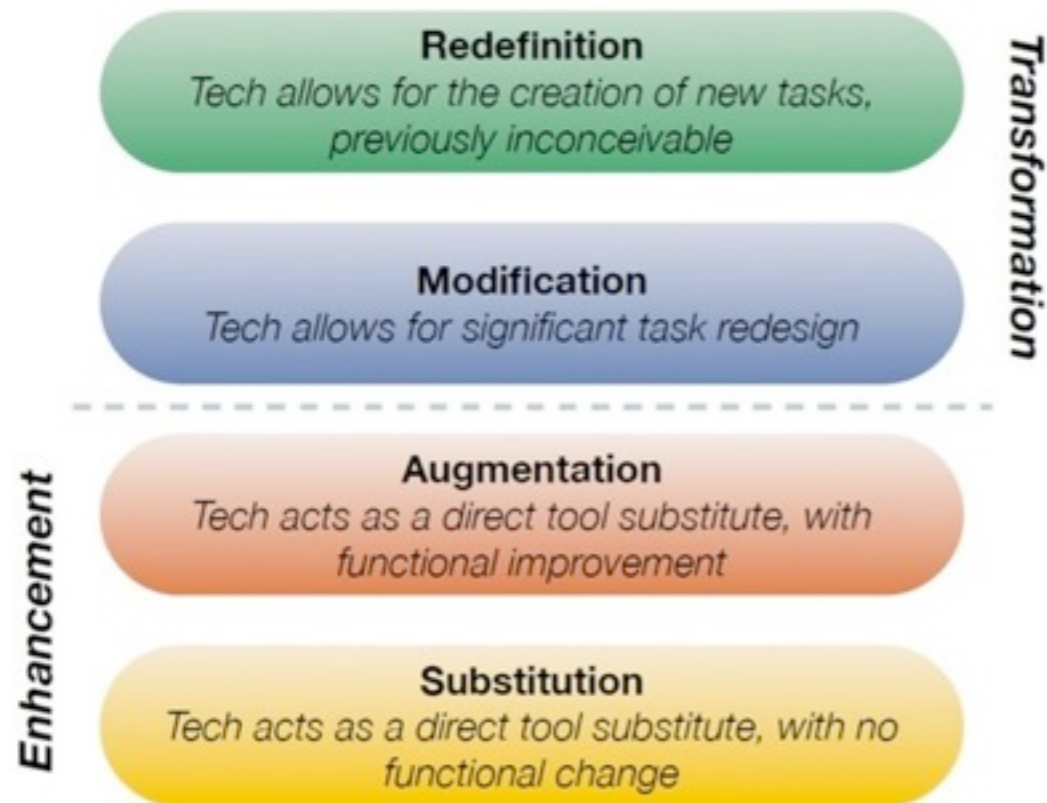 Redefinition
Tech allows for the creation of new tasks,
previously inconceivable
Transformation
Modification
Tech allows for significant task redesign
Augmentation
Tech acts as a direct tool substitute, with
functional improvement
Enhancement
Substitution
Tech acts as a direct tool substitute, with no
functional change